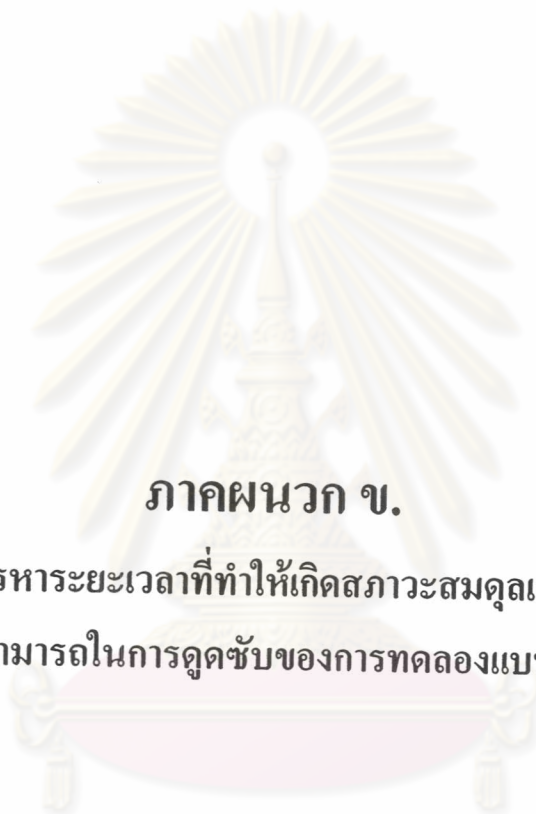 ภาคผนวก ข.
รหาระยะเวลาที่ทำให้เกิดสภาวะสมดุลแ
ามารถในการดูดซับของการทดลองแบบ